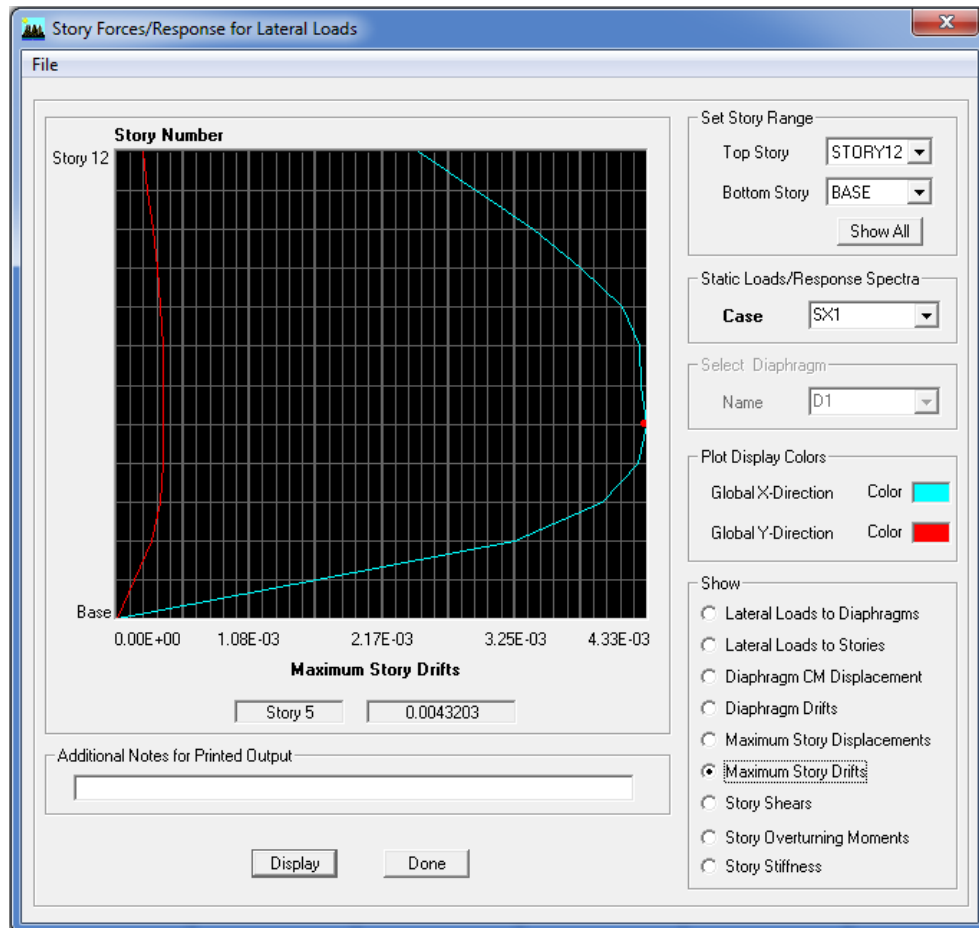 Story Forces/Response for Lateral Loads
File
Story Number
Story 12
Base
0.00E+00 1.08E-03 2.17E-03 3.25E-03 4.33E-03
Maximum Story Drifts
Story 5 0.0043203
Additional Notes for Printed Output
Display Done
Set Story Range
Top Story STORY12
Bottom Story BASE
Show All
Static Loads/Response Spectra
Case SX1
Select Diaphragm
Name D1
Plot Display Colors
Global X-Direction Color
Global Y-Direction Color
Show
Lateral Loads to Diaphragms
Lateral Loads to Stories
Diaphragm CM Displacement
Diaphragm Drifts
Maximum Story Displacements
Maximum Story Drifts
Story Shears
Story Overturning Moments
Story Stiffness